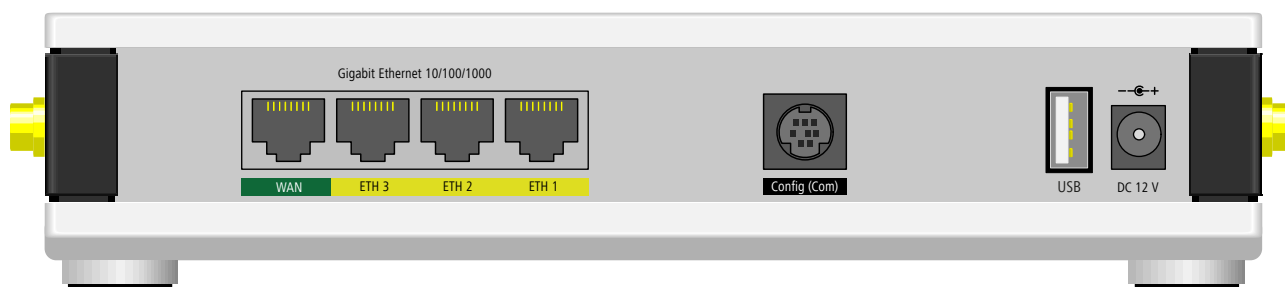 Gigabit Ethernet 10/100/1000
WAN
ETH 3
ETH 2
ETH 1
Config (Com)
USB
DC 12 V